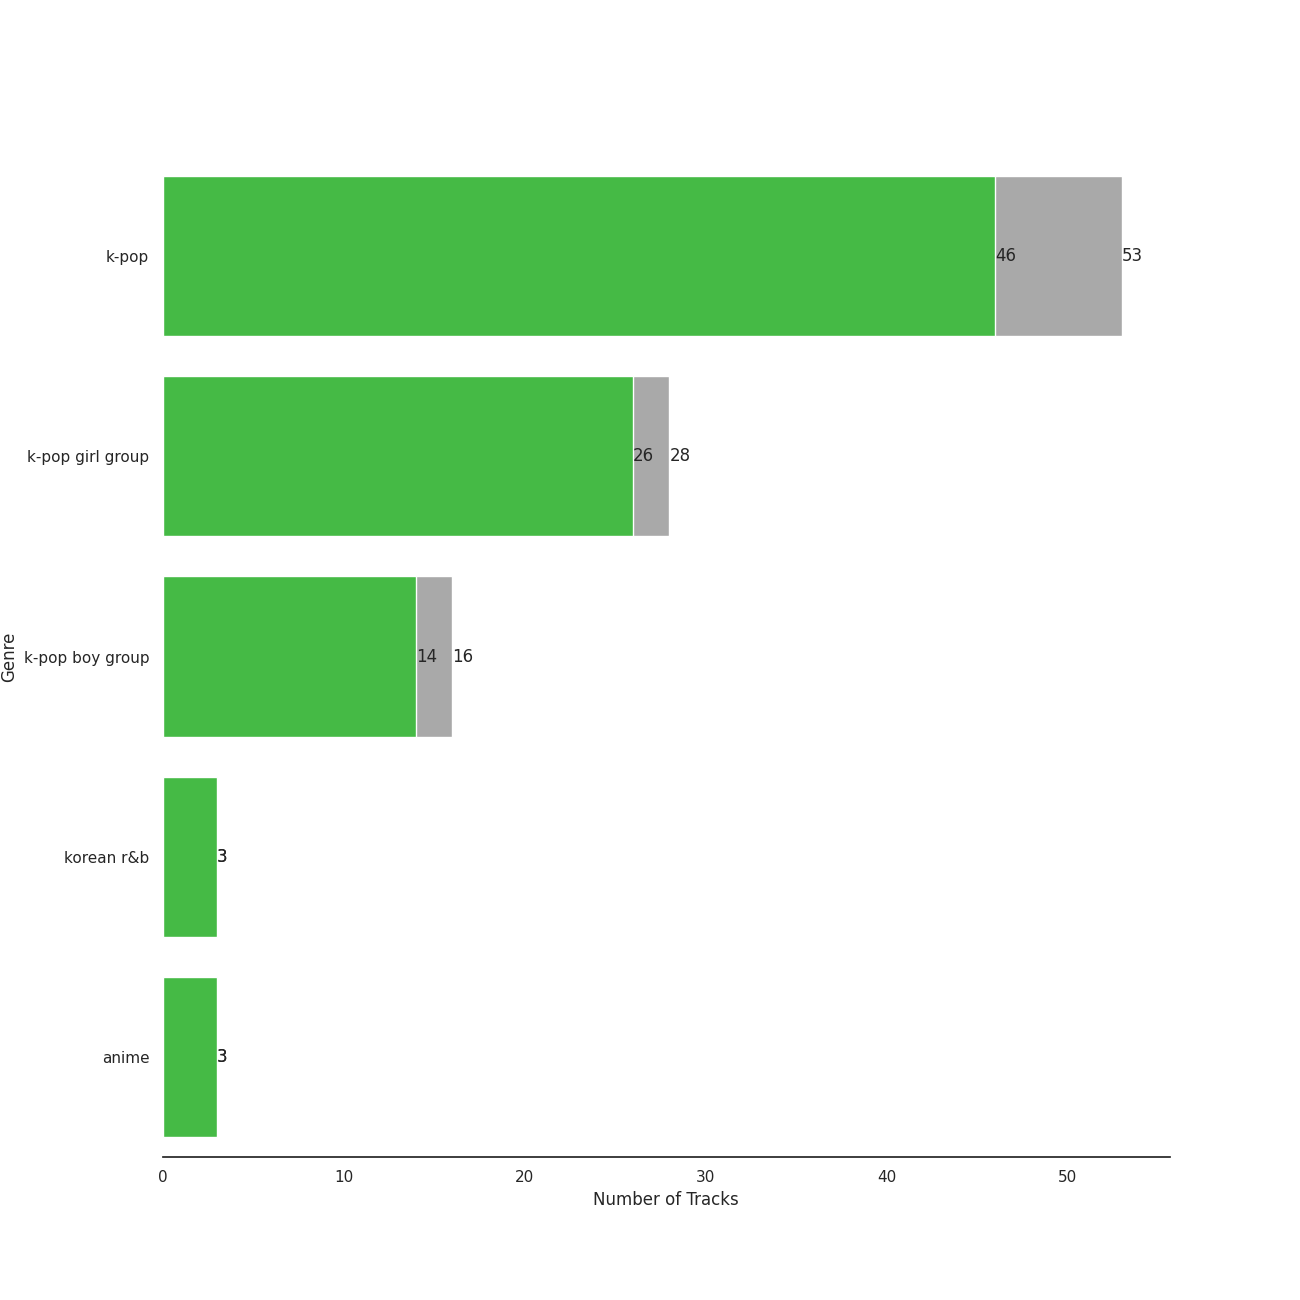 k-pop
46
53
k-pop girl group
26
28
Genre
k-pop boy group
14
16
korean r&b
3
anime
3
0 10 20 30 40 50
Number of Tracks